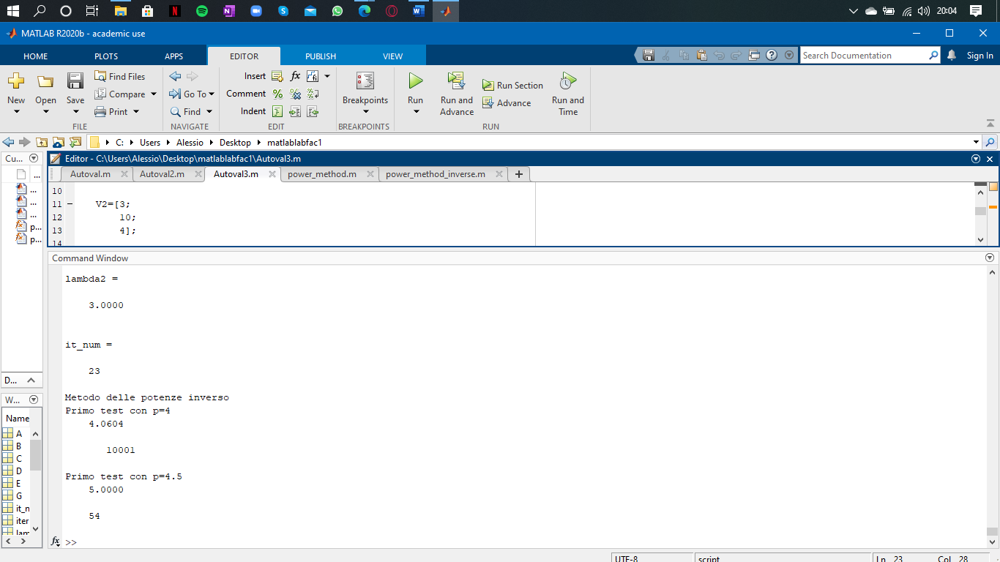 20:04
MATLAB R2020b - academic use
HOME PLOTS APPS EDITOR PUBLISH VIEW Search Documentation Sign In
New Open Save Find Files Compare Print Go To Find Insert fx Comment Indent Breakpoints Run Run and Advance Run Section Advance Run and Time
FILE NAVIGATE EDIT BREAKPOINTS RUN
C: Users Alessio Desktop matlablabfac1
Cu... Editor - C:\Users\Alessio\Desktop\matlablabfac1\Autoval3.m
Autoval.m Autoval2.m Autoval3.m power_method.m power_method_inverse.m +
...
...
...
...
p...
p...
10
11 - V2=[3;
12 10;
13 4];
14
Command Window
lambda2 =
3.0000
it_num =
23
Metodo delle potenze inverso
Primo test con p=4
4.0604
10001
Primo test con p=4.5
5.0000
54
fx >>
D...
W...
Name
A
B
C
D
E
G
it_n
iter
lam
UTF-8 script Ln 23 Col 28